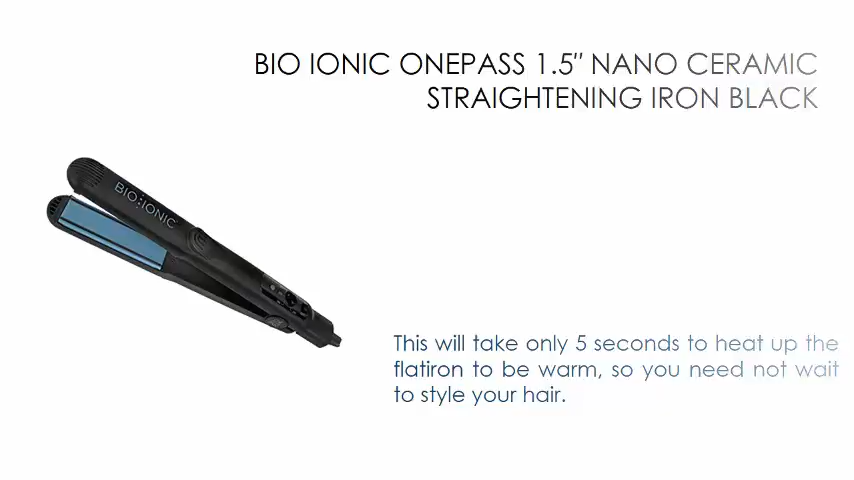 BIO IONIC ONEPASS 1.5" NANO CERAMIC
STRAIGHTENING IRON BLACK
BIO:IONIC
This will take only 5 seconds to heat up the
flatiron to be warm, so you need not wait
to style your hair.